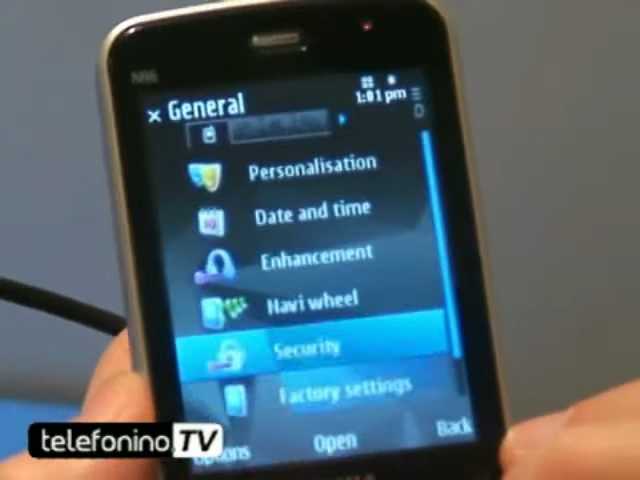 N96
General
1:01 pm
Personalisation
Date and time
Enhancement
Navi wheel
Security
Factory settings
Options
Open
Back
telefonino TV